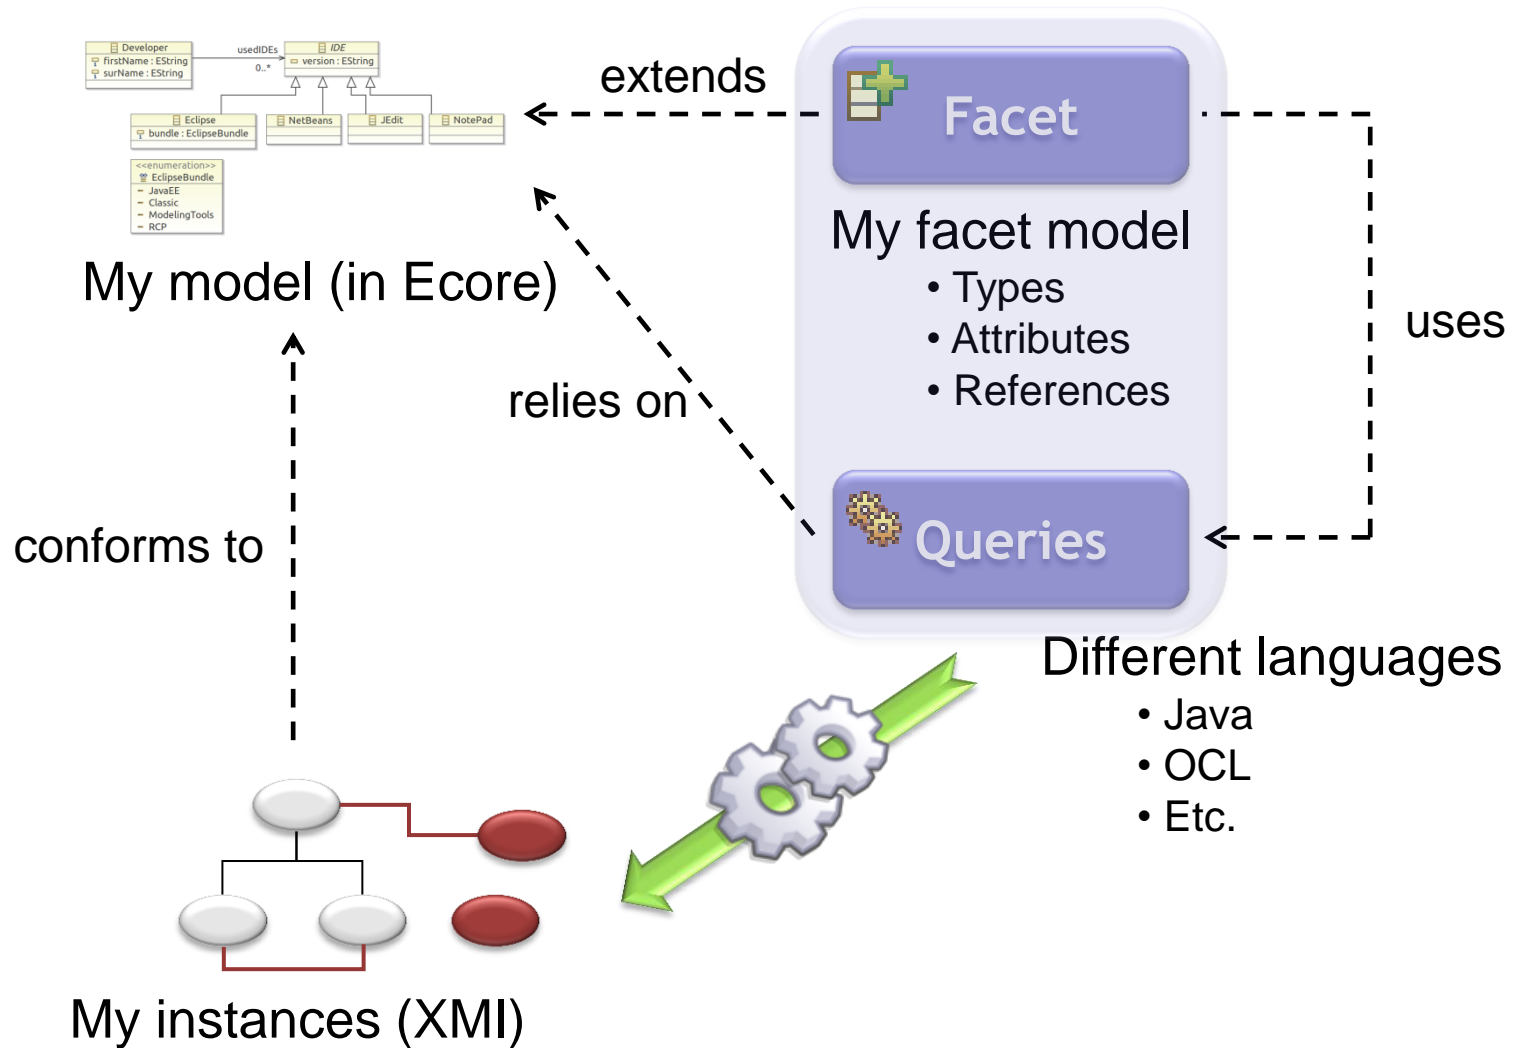 Developer
firstName : EString
surName : EString
usedIDEs
0..*
IDE
version : EString
Eclipse
bundle : EclipseBundle
NetBeans
JEdit
NotePad
<<enumeration>>
EclipseBundle
JavaEE
Classic
ModelingTools
RCP
My model (in Ecore)
extends
Facet
My facet model
• Types
• Attributes
• References
uses
relies on
Queries
conforms to
Different languages
• Java
• OCL
• Etc.
My instances (XMI)